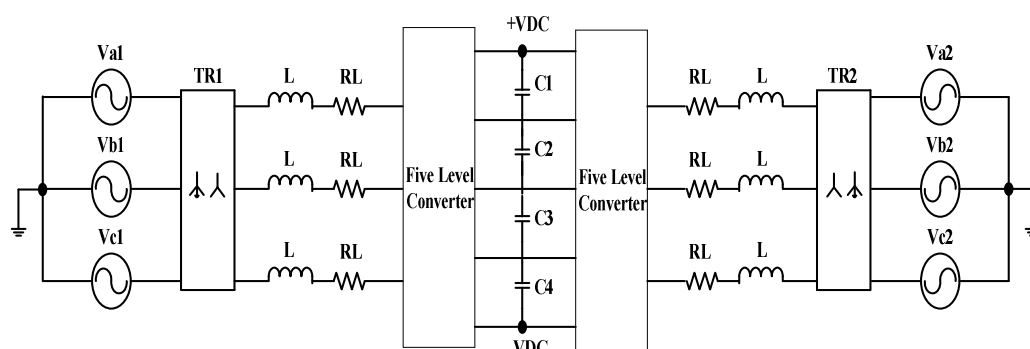 +VDC
Va1
TR1
L
RL
C1
RL
L
TR2
Va2
Vb1
L
RL
C2
RL
L
Vb2
Five Level
Converter
Five Level
Converter
Vc1
L
RL
C3
RL
L
Vc2
C4
VDC